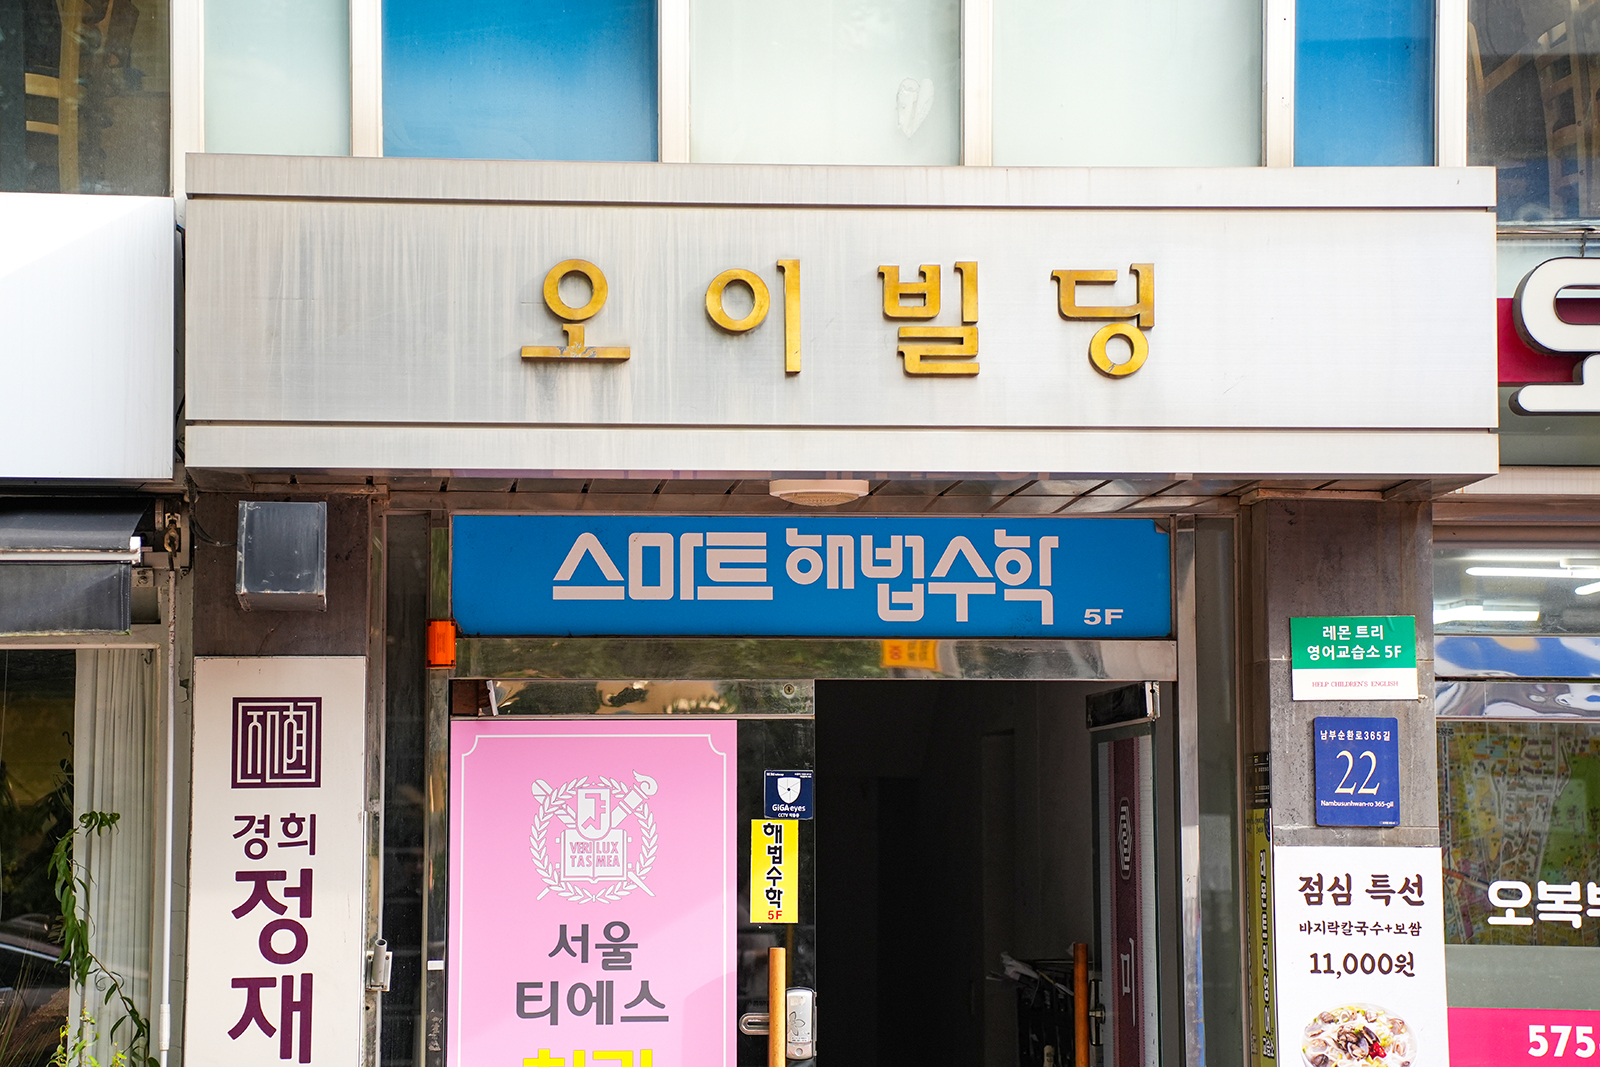 오이빌딩
스마트 해법수학 5F
레몬 트리
영어교습소 5F
HELP CHILDREN'S ENGLISH
남부순환로365길
22
Nambusunhwan-ro 365-gil
경희
정
재
VERI LUX
TAS MEA
서울
티에스
GiGAeyes
해법수학
5F
점심 특선
바지락칼국수+보쌈
11,000원
오복
575-